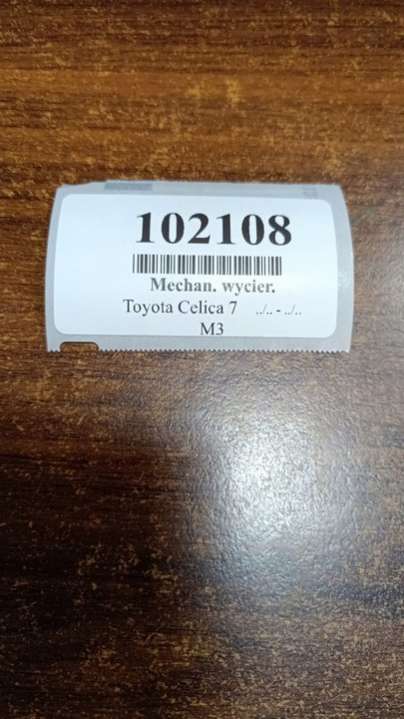 102108
Mechan. wycier.
Toyota Celica 7 ../.. - ../..
M3